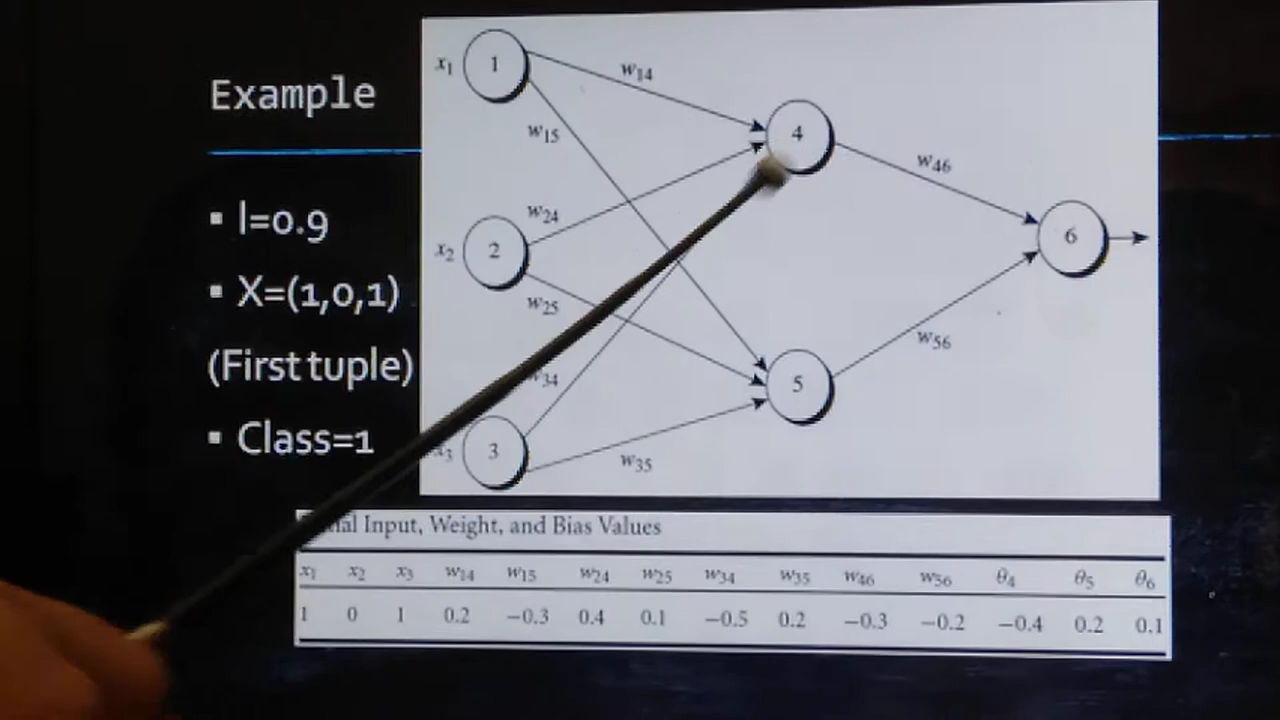 Example
▪ l=0.9
▪ X=(1,0,1)
(First tuple)
▪ Class=1
x1 1
w14
w15
4
w46
w24
x2 2
6
w25
w34
5
w56
3
w35
Input, Weight, and Bias Values
x1 x2 x3 w14 w15 w24 w25 w34 w35 w46 w56 θ4 θ5 θ6
1 0 1 0.2 −0.3 0.4 0.1 −0.5 0.2 −0.3 −0.2 −0.4 0.2 0.1